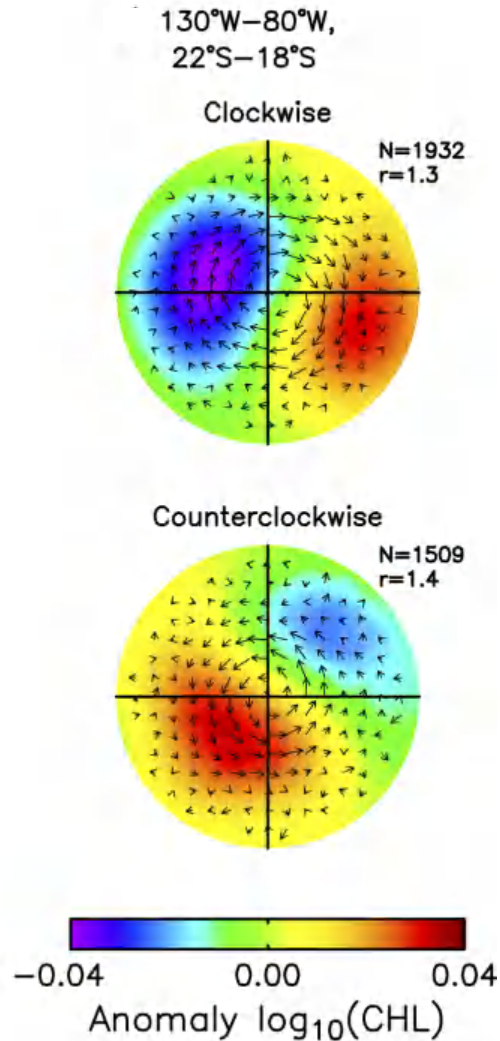 130°W–80°W,
22°S–18°S
Clockwise
N=1932
r=1.3
Counterclockwise
N=1509
r=1.4
−0.04 0.00 0.04
Anomaly log₁₀(CHL)